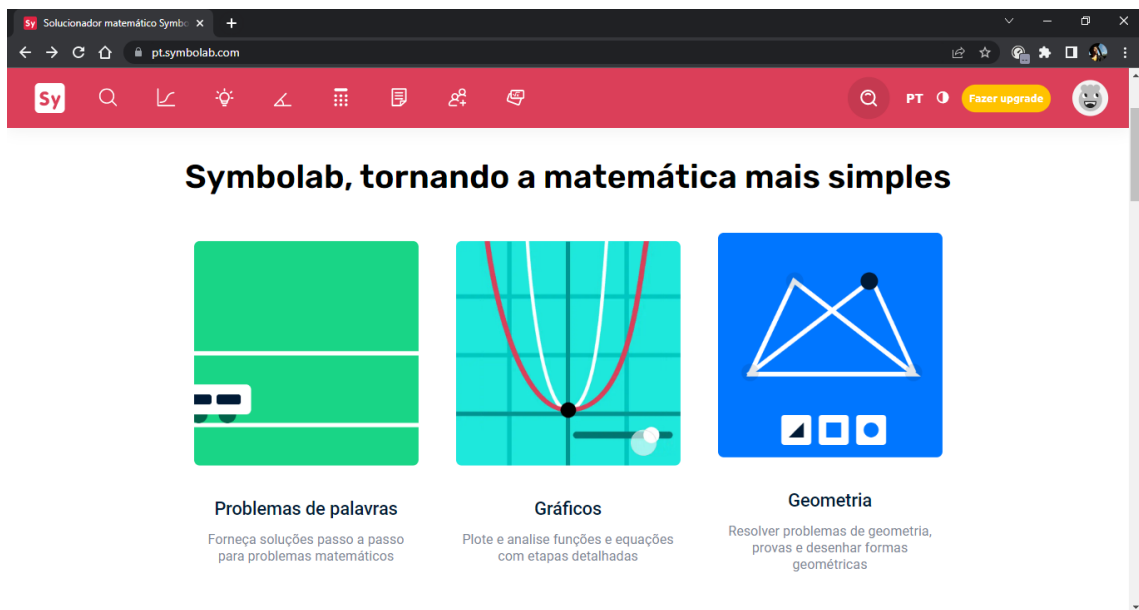 Sy Solucionador matemático Symbo
pt.symbolab.com
Sy
PT
Fazer upgrade
Symbolab, tornando a matemática mais simples
Problemas de palavras
Forneça soluções passo a passo
para problemas matemáticos
Gráficos
Plote e analise funções e equações
com etapas detalhadas
Geometria
Resolver problemas de geometria,
provas e desenhar formas
geométricas